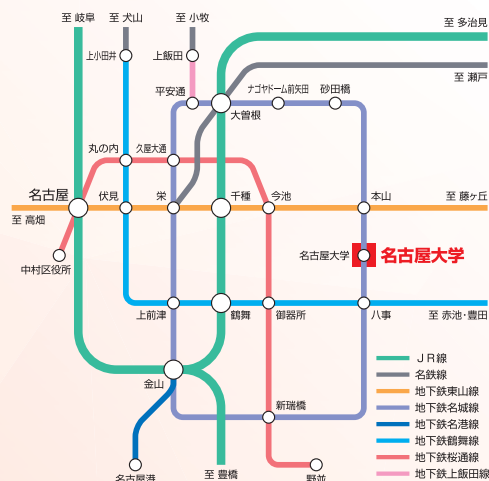 至 岐阜
至 犬山
至 小牧
至 多治見
上小田井
上飯田
至 瀬戸
平安通
ナゴヤドーム前矢田
砂田橋
大曽根
丸の内
久屋大通
名古屋
伏見
栄
千種
今池
本山
至 藤ヶ丘
至 高畑
名古屋大学
名古屋大学
中村区役所
上前津
鶴舞
御器所
八事
至 赤池・豊田
金山
新瑞橋
名古屋港
至 豊橋
野並
JR線
名鉄線
地下鉄東山線
地下鉄名城線
地下鉄名港線
地下鉄鶴舞線
地下鉄桜通線
地下鉄上飯田線